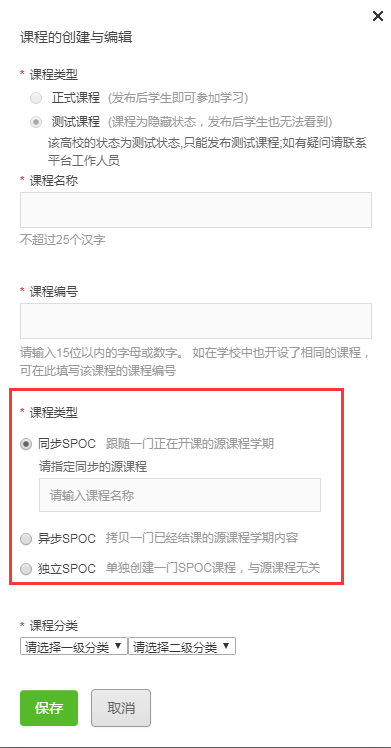 课程的创建与编辑
* 课程类型
正式课程 (发布后学生即可参加学习)
测试课程 (课程为隐藏状态，发布后学生也无法看到)
该高校的状态为测试状态,只能发布测试课程;如有疑问请联系
平台工作人员
* 课程名称
不超过25个汉字
* 课程编号
请输入15位以内的字母或数字。 如在学校中也开设了相同的课程，
可在此填写该课程的课程编号
* 课程类型
同步SPOC 跟随一门正在开课的源课程学期
请指定同步的源课程
请输入课程名称
异步SPOC 拷贝一门已经结课的源课程学期内容
独立SPOC 单独创建一门SPOC课程，与源课程无关
* 课程分类
请选择一级分类 请选择二级分类
保存 取消